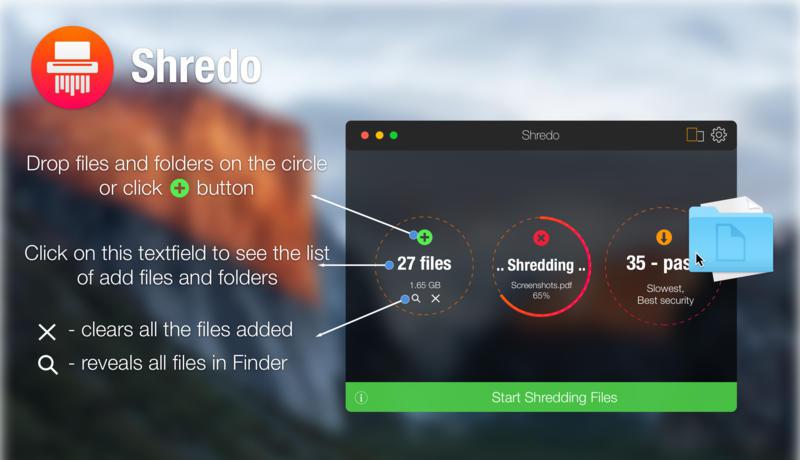 Shredo
Drop files and folders on the circle
or click button
Click on this textfield to see the list
of add files and folders
- clears all the files added
- reveals all files in Finder
Shredo
27 files
1.65 GB
.. Shredding ..
Screenshots.pdf
65%
35 - pas
Slowest,
Best security
Start Shredding Files